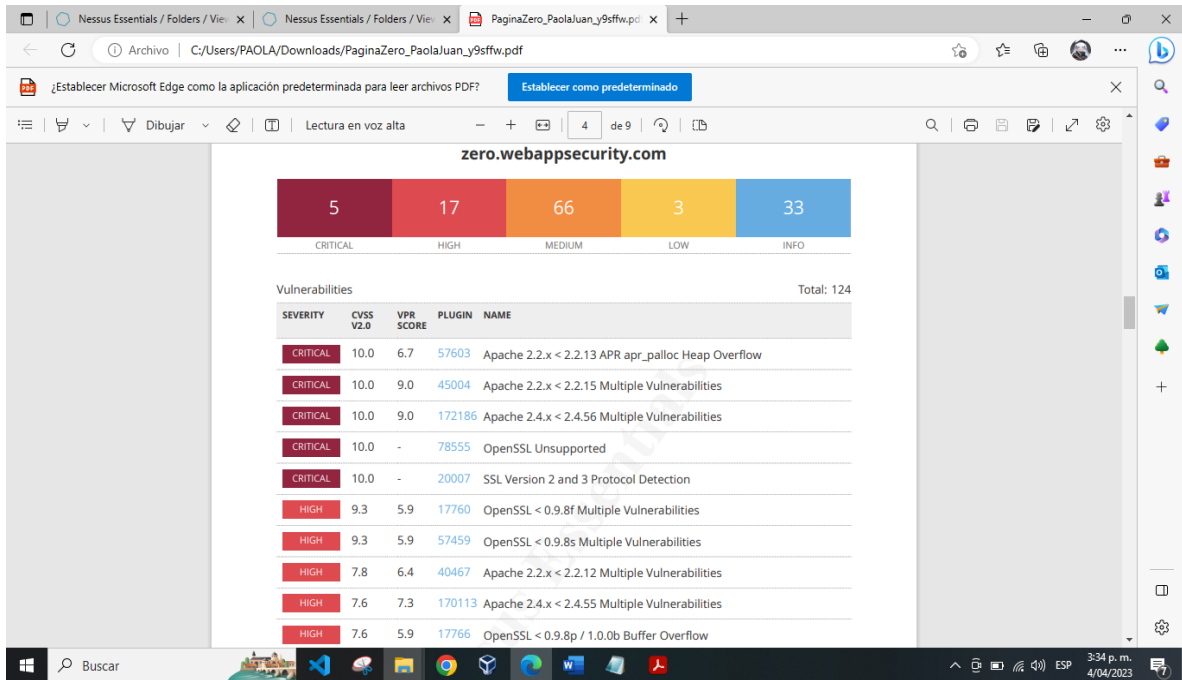 Nessus Essentials / Folders / View
Nessus Essentials / Folders / View
PaginaZero_PaolaJuan_y9sffw.pd
Archivo
C:/Users/PAOLA/Downloads/PaginaZero_PaolaJuan_y9sffw.pdf
¿Establecer Microsoft Edge como la aplicación predeterminada para leer archivos PDF?
Establecer como predeterminado
Dibujar
Lectura en voz alta
4
de 9
zero.webappsecurity.com
5 17 66 3 33
CRITICAL HIGH MEDIUM LOW INFO
Vulnerabilities Total: 124
SEVERITY CVSS V2.0 VPR SCORE PLUGIN NAME
CRITICAL 10.0 6.7 57603 Apache 2.2.x < 2.2.13 APR apr_palloc Heap Overflow
CRITICAL 10.0 9.0 45004 Apache 2.2.x < 2.2.15 Multiple Vulnerabilities
CRITICAL 10.0 9.0 172186 Apache 2.4.x < 2.4.56 Multiple Vulnerabilities
CRITICAL 10.0 - 78555 OpenSSL Unsupported
CRITICAL 10.0 - 20007 SSL Version 2 and 3 Protocol Detection
HIGH 9.3 5.9 17760 OpenSSL < 0.9.8f Multiple Vulnerabilities
HIGH 9.3 5.9 57459 OpenSSL < 0.9.8s Multiple Vulnerabilities
HIGH 7.8 6.4 40467 Apache 2.2.x < 2.2.12 Multiple Vulnerabilities
HIGH 7.6 7.3 170113 Apache 2.4.x < 2.4.55 Multiple Vulnerabilities
HIGH 7.6 5.9 17766 OpenSSL < 0.9.8p / 1.0.0b Buffer Overflow
Essentials
Buscar
ESP
3:34 p. m.
4/04/2023
7